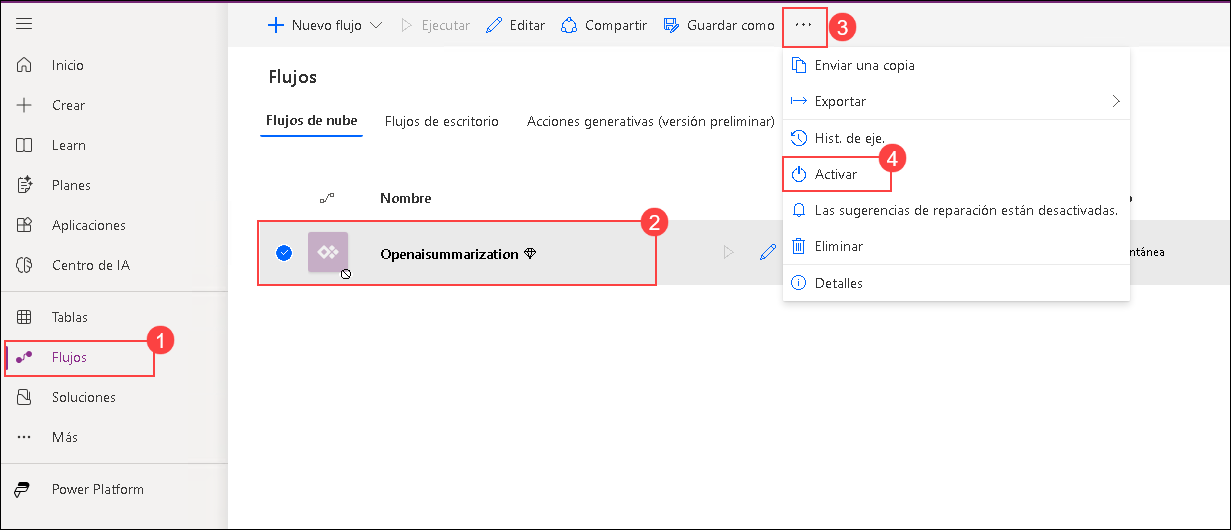 Nuevo flujo Ejecutar Editar Compartir Guardar como ... 3
Inicio
Crear
Learn
Planes
Aplicaciones
Centro de IA
Tablas
Flujos 1
Soluciones
Más
Power Platform
Flujos
Flujos de nube Flujos de escritorio Acciones generativas (versión preliminar)
Nombre
Openaisummarization 2
Enviar una copia
Exportar
Hist. de eje.
Activar 4
Las sugerencias de reparación están desactivadas.
Eliminar
Detalles
ntánea